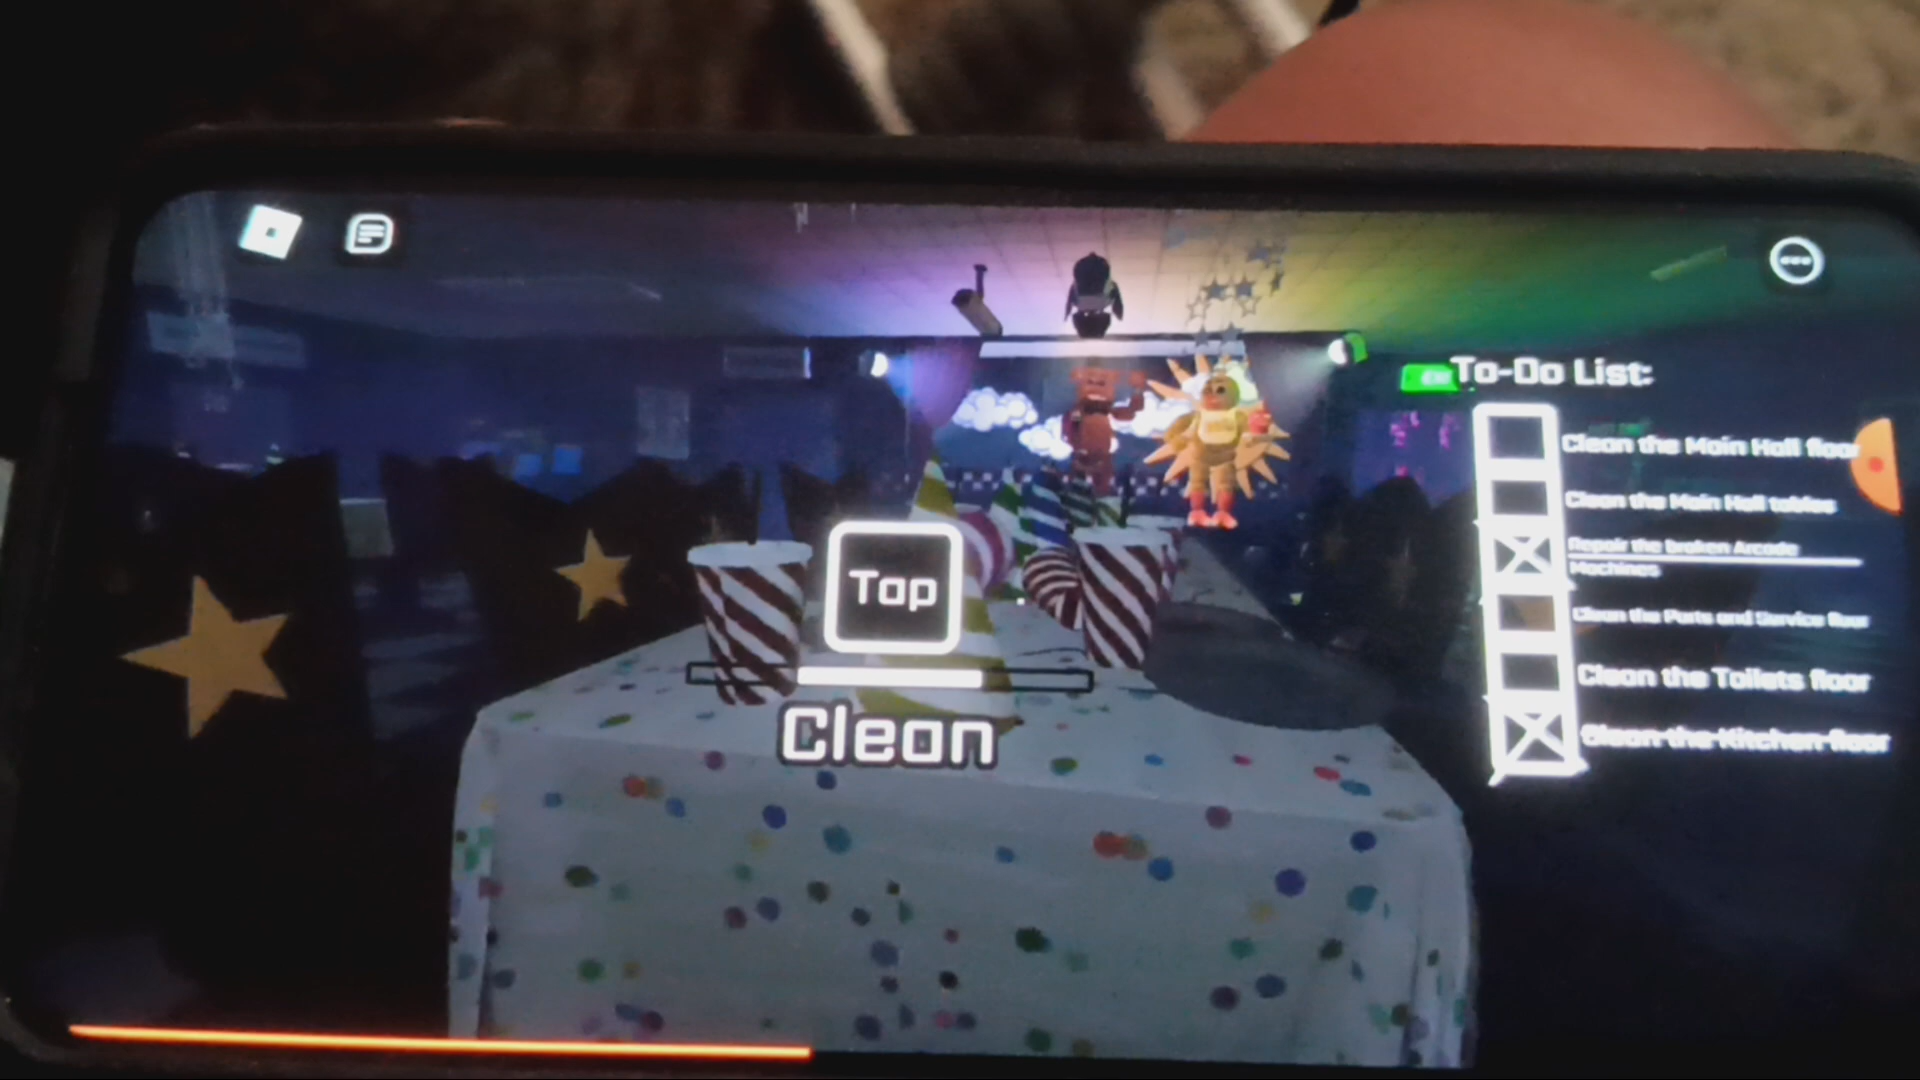 To-Do List:
Clean the Main Hall floor
Clean the Main Hall tables
Repair the broken Arcade
Machines
Clean the Parts and Service floor
Clean the Toilets floor
Clean the Kitchen floor
Tap
Clean